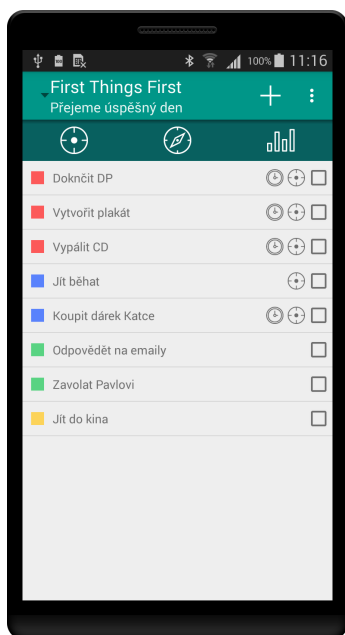 100% 11:16
First Things First
Přejeme úspěšný den
Doknčit DP
Vytvořit plakát
Vypálit CD
Jít běhat
Koupit dárek Katce
Odpovědět na emaily
Zavolat Pavlovi
Jít do kina